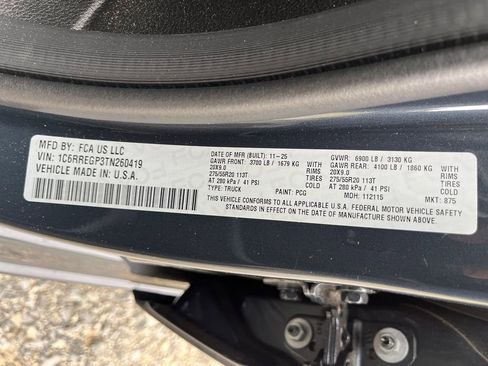 MFD BY: FCA US LLC
VIN: 1C6RREGP3TN260419
VEHICLE MADE IN: U.S.A.
DATE OF MFR (BUILT): 11-25 GVWR: 6900 LB / 3130 KG
GAWR FRONT: 3700 LB / 1679 KG WITH GAWR REAR: 4100 LB / 1860 KG WITH
20X9.0 RIMS 20X9.0 RIMS
275/55R20 113T TIRES 275/55R20 113T TIRES
AT 280 kPa / 41 PSI COLD AT 280 kPa / 41 PSI COLD
TYPE: TRUCK PAINT: PCG MDH: 112115 MKT: 875
THIS VEHICLE CONFORMS TO ALL APPLICABLE U.S.A. FEDERAL MOTOR VEHICLE SAFETY
STANDARDS IN EFFECT ON THE DATE OF MANUFACTURE SHOWN ABOVE.